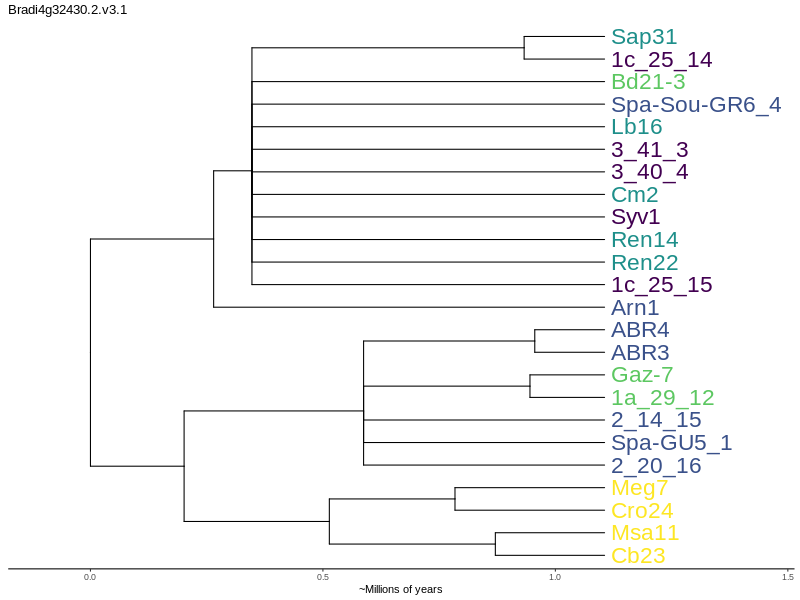 Bradi4g32430.2.v3.1
Sap31
1c_25_14
Bd21-3
Spa-Sou-GR6_4
Lb16
3_41_3
3_40_4
Cm2
Syv1
Ren14
Ren22
1c_25_15
Arn1
ABR4
ABR3
Gaz-7
1a_29_12
2_14_15
Spa-GU5_1
2_20_16
Meg7
Cro24
Msa11
Cb23
0.0 0.5 1.0 1.5
~Millions of years